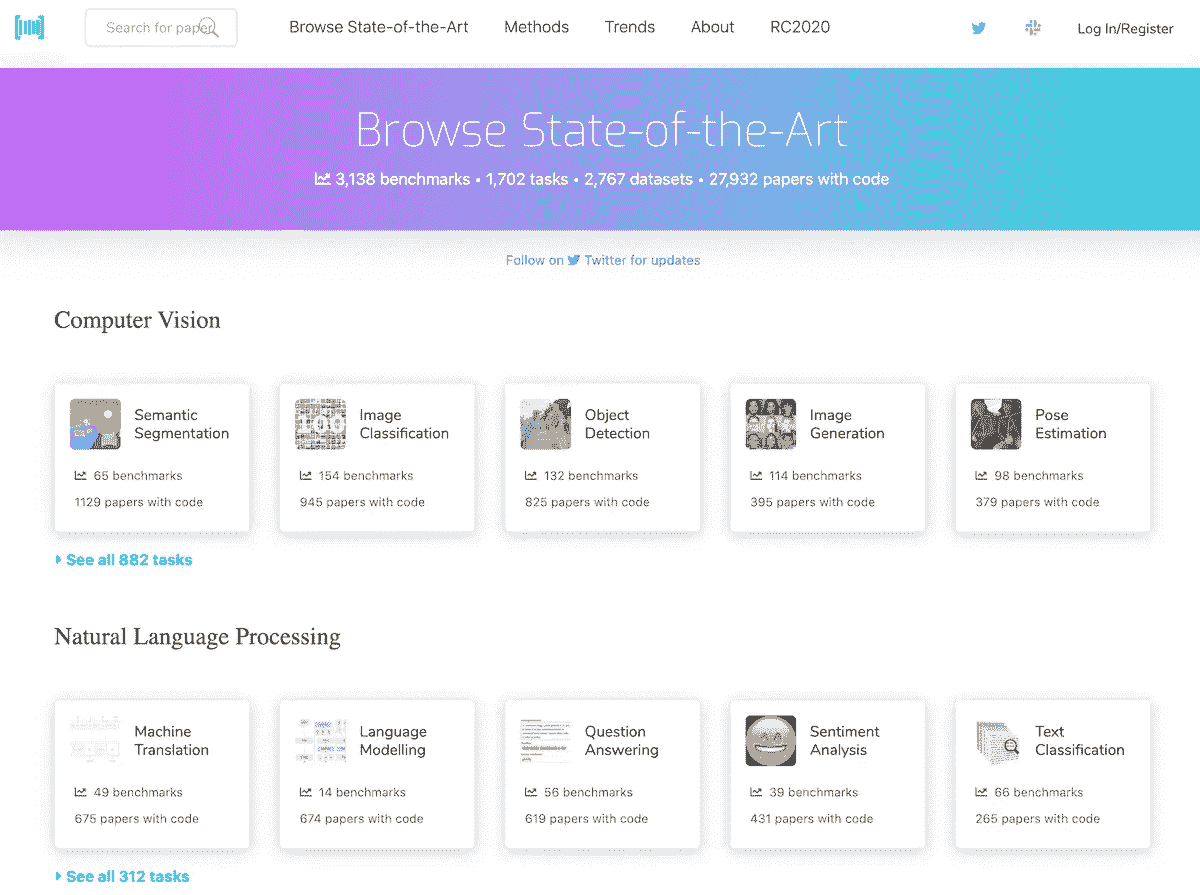 Search for paper
Browse State-of-the-Art
Methods
Trends
About
RC2020
Log In/Register
Browse State-of-the-Art
3,138 benchmarks • 1,702 tasks • 2,767 datasets • 27,932 papers with code
Follow on Twitter for updates
Computer Vision
Semantic
Segmentation
65 benchmarks
1129 papers with code
Image
Classification
154 benchmarks
945 papers with code
Object
Detection
132 benchmarks
825 papers with code
Image
Generation
114 benchmarks
395 papers with code
Pose
Estimation
98 benchmarks
379 papers with code
See all 882 tasks
Natural Language Processing
Machine
Translation
49 benchmarks
675 papers with code
Language
Modelling
14 benchmarks
674 papers with code
Question
Answering
56 benchmarks
619 papers with code
Sentiment
Analysis
39 benchmarks
431 papers with code
Text
Classification
66 benchmarks
265 papers with code
See all 312 tasks